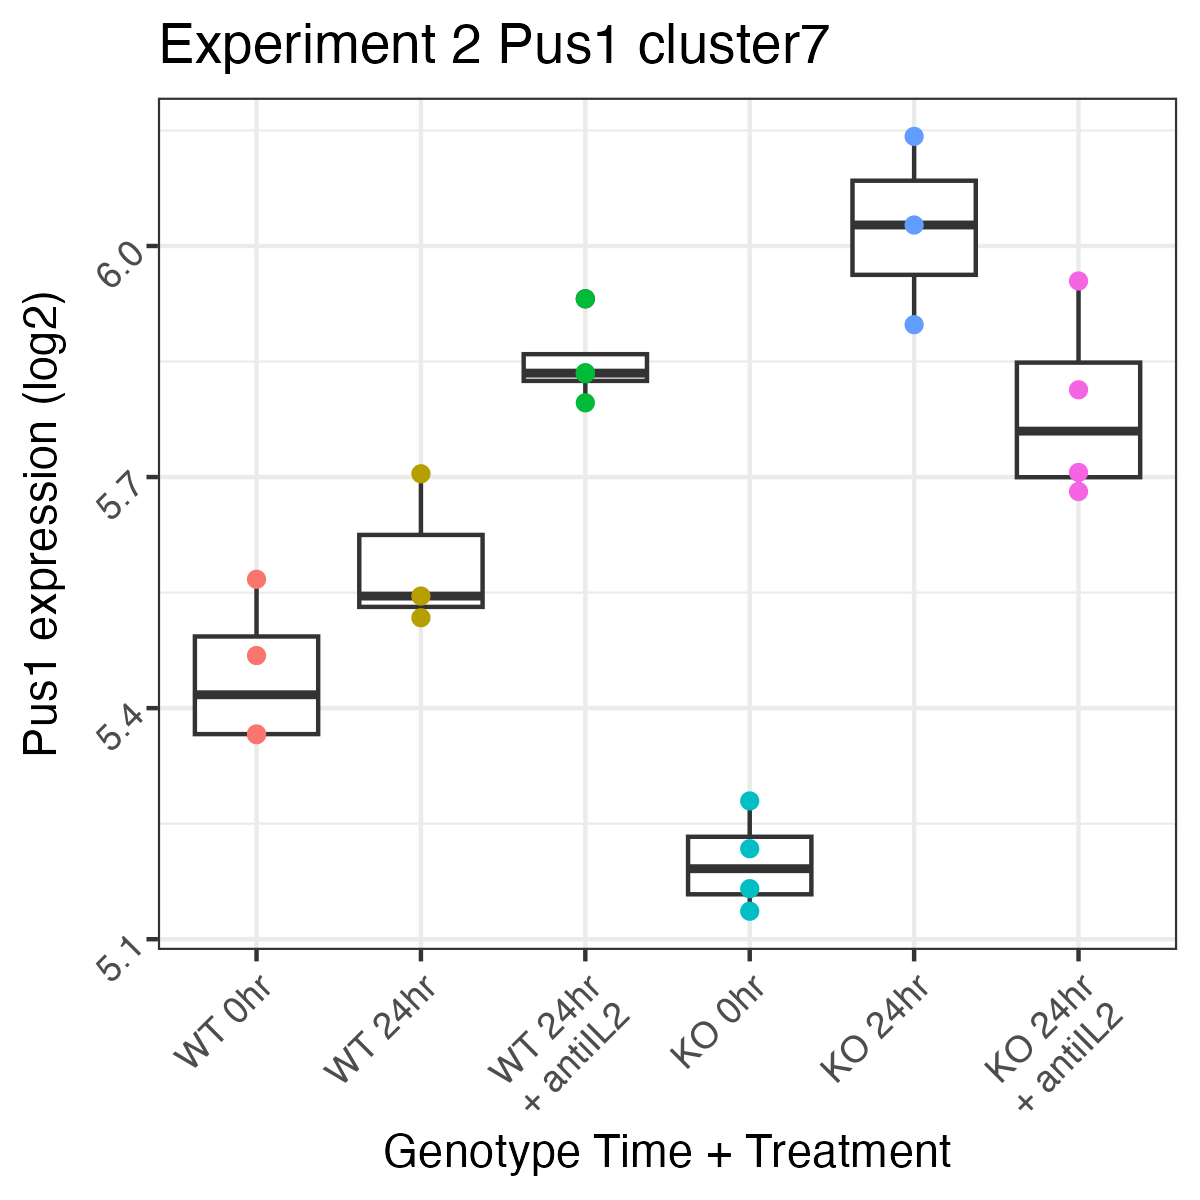 Experiment 2 Pus1 cluster7
Pus1 expression (log2)
6.0
5.7
5.4
5.1
WT 0hr
WT 24hr
WT 24hr
+ antiIL2
KO 0hr
KO 24hr
KO 24hr
+ antiIL2
Genotype Time + Treatment